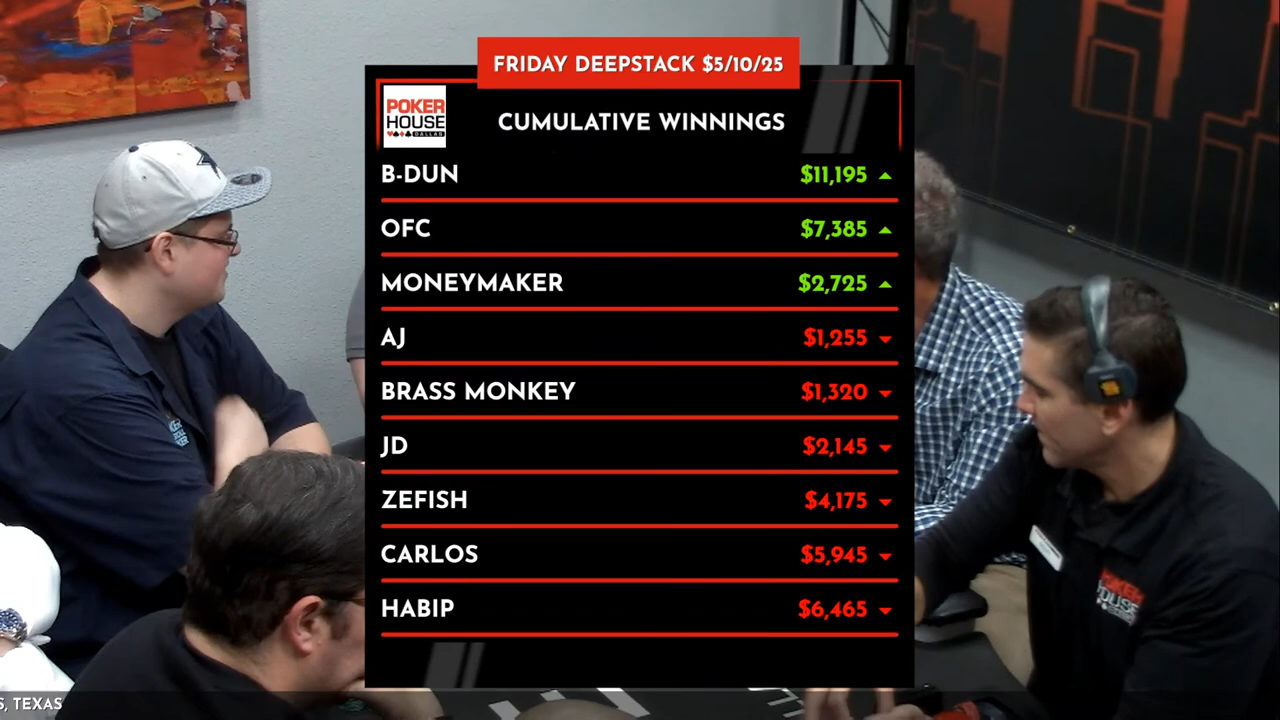 FRIDAY DEEPSTACK $5/10/25
POKER
HOUSE
DALLAS
CUMULATIVE WINNINGS
B-DUN $11,195
OFC $7,385
MONEYMAKER $2,725
AJ $1,255
BRASS MONKEY $1,320
JD $2,145
ZEFISH $4,175
CARLOS $5,945
HABIP $6,465
POKER
HOUSE
S, TEXAS